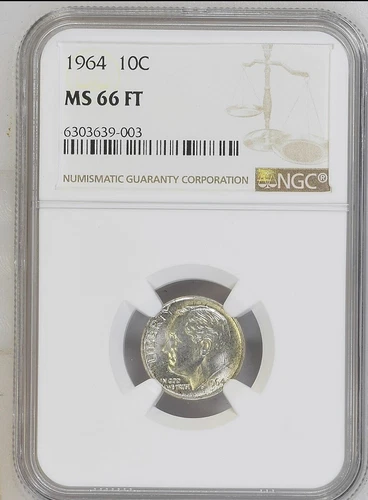 1964 10C
MS 66 FT
6303639-003
NUMISMATIC GUARANTY CORPORATION NGC®
LIBERTY
IN GOD
WE TRUST
1964